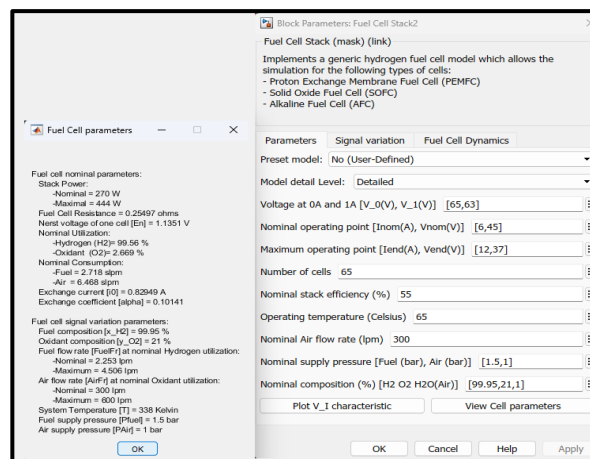 Fuel Cell parameters
Fuel cell nominal parameters:
Stack Power:
-Nominal = 270 W
-Maximal = 444 W
Fuel Cell Resistance = 0.25497 ohms
Nerst voltage of one cell [En] = 1.1351 V
Nominal Utilization:
-Hydrogen (H2)= 99.56 %
-Oxidant (O2)= 2.669 %
Nominal Consumption:
-Fuel = 2.718 slpm
-Air = 6.468 slpm
Exchange current [i0] = 0.82949 A
Exchange coefficient [alpha] = 0.10141
Fuel cell signal variation parameters:
Fuel composition [x_H2] = 99.95 %
Oxidant composition [y_O2] = 21 %
Fuel flow rate [FuelFr] at nominal Hydrogen utilization:
-Nominal = 2.253 lpm
-Maximum = 4.506 lpm
Air flow rate [AirFr] at nominal Oxidant utilization:
-Nominal = 300 lpm
-Maximum = 600 lpm
System Temperature [T] = 338 Kelvin
Fuel supply pressure [Pfuel] = 1.5 bar
Air supply pressure [PAir] = 1 bar
OK
Block Parameters: Fuel Cell Stack2
Fuel Cell Stack (mask) (link)
Implements a generic hydrogen fuel cell model which allows the
simulation for the following types of cells:
- Proton Exchange Membrane Fuel Cell (PEMFC)
- Solid Oxide Fuel Cell (SOFC)
- Alkaline Fuel Cell (AFC)
Parameters Signal variation Fuel Cell Dynamics
Preset model: No (User-Defined)
Model detail Level: Detailed
Voltage at 0A and 1A [V_0(V), V_1(V)] [65,63]
Nominal operating point [Inom(A), Vnom(V)] [6,45]
Maximum operating point [Iend(A), Vend(V)] [12,37]
Number of cells 65
Nominal stack efficiency (%) 55
Operating temperature (Celsius) 65
Nominal Air flow rate (lpm) 300
Nominal supply pressure [Fuel (bar), Air (bar)] [1.5,1]
Nominal composition (%) [H2 O2 H2O(Air)] [99.95,21,1]
Plot V_I characteristic View Cell parameters
OK Cancel Help Apply